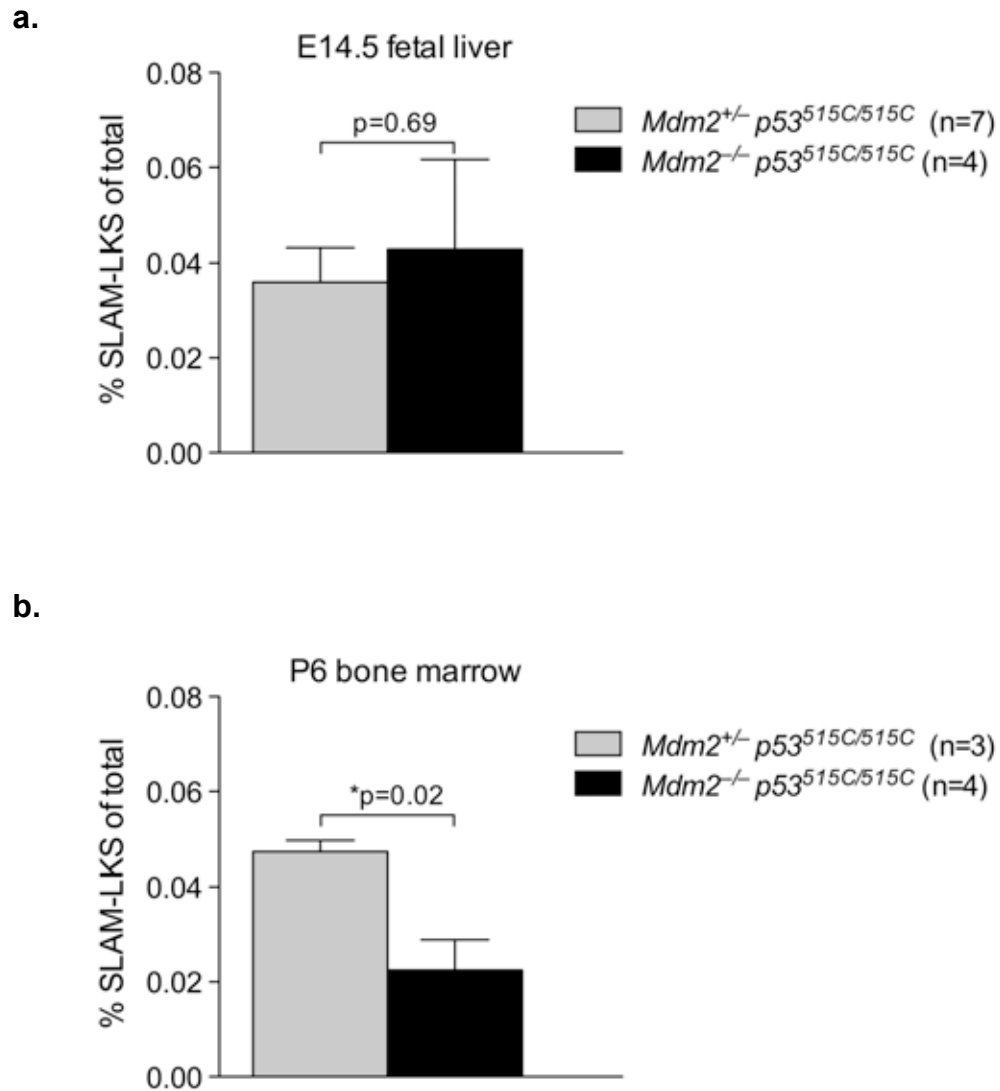 a.
E14.5 fetal liver
% SLAM-LKS of total
0.08
0.06
0.04
0.02
0.00
p=0.69
Mdm2+/– p53515C/515C (n=7)
Mdm2–/– p53515C/515C (n=4)
b.
P6 bone marrow
% SLAM-LKS of total
0.08
0.06
0.04
0.02
0.00
*p=0.02
Mdm2+/– p53515C/515C (n=3)
Mdm2–/– p53515C/515C (n=4)